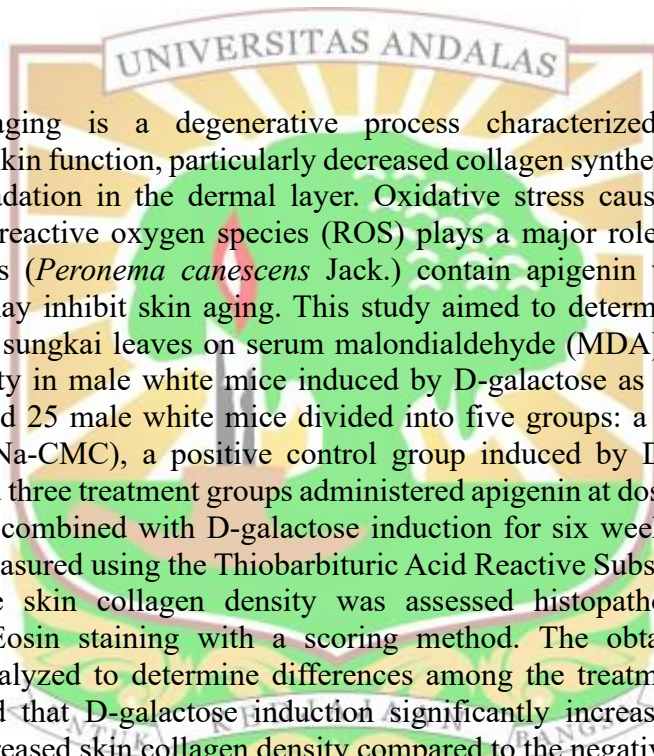 UNIVERSITAS ANDALAS
aging is a degenerative process characterized
kin function, particularly decreased collagen synthe
adation in the dermal layer. Oxidative stress caus
reactive oxygen species (ROS) plays a major role
s (Peronema canescens Jack.) contain apigenin
ay inhibit skin aging. This study aimed to determ
sungkai leaves on serum malondialdehyde (MDA)
ty in male white mice induced by D-galactose as
d 25 male white mice divided into five groups: a
Na-CMC), a positive control group induced by D
three treatment groups administered apigenin at dos
combined with D-galactose induction for six wee
asured using the Thiobarbituric Acid Reactive Subs
e skin collagen density was assessed histopatho
Eosin staining with a scoring method. The obta
alyzed to determine differences among the treatm
d that D-galactose induction significantly increas
reased skin collagen density compared to the negativ